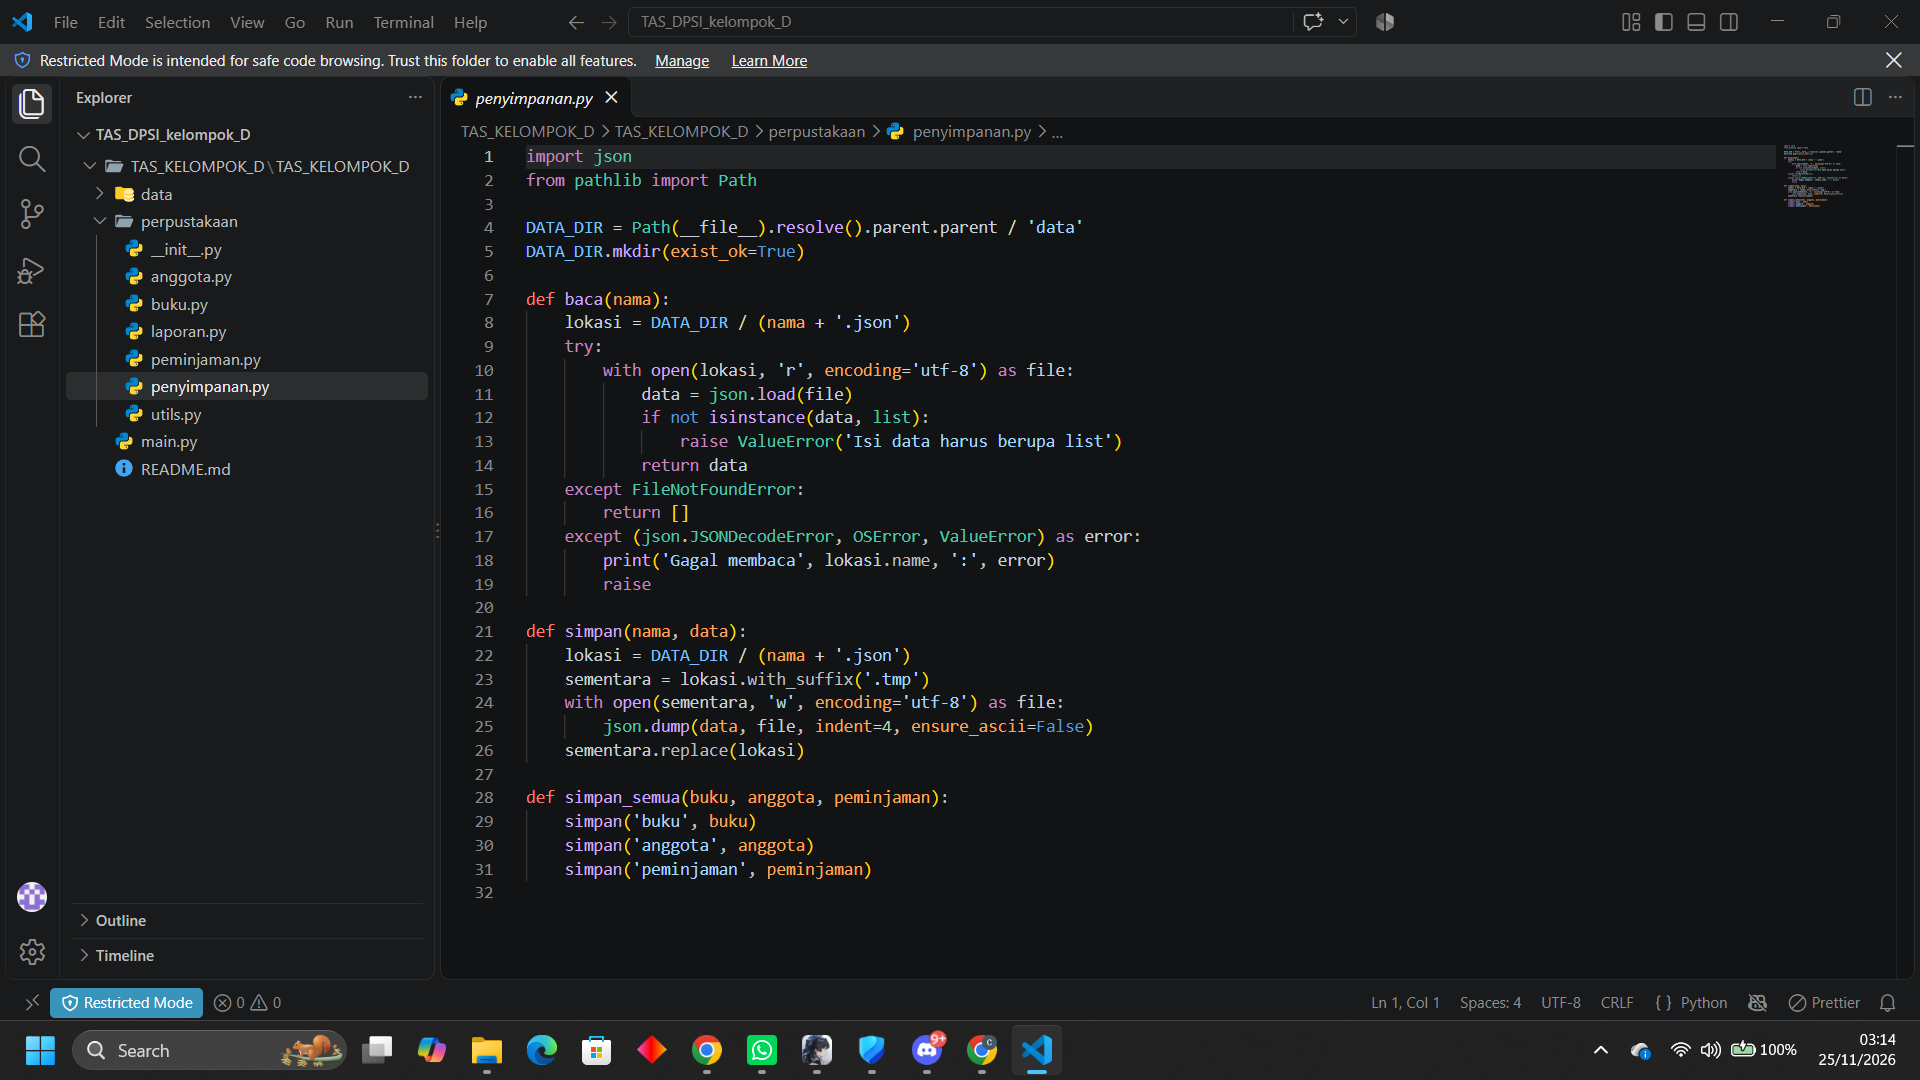 File Edit Selection View Go Run Terminal Help
TAS_DPSI_kelompok_D
Restricted Mode is intended for safe code browsing. Trust this folder to enable all features. Manage Learn More
Explorer
TAS_DPSI_kelompok_D
TAS_KELOMPOK_D\TAS_KELOMPOK_D
data
perpustakaan
__init__.py
anggota.py
buku.py
laporan.py
peminjaman.py
penyimpanan.py
utils.py
main.py
README.md
Outline
Timeline
penyimpanan.py
TAS_KELOMPOK_D > TAS_KELOMPOK_D > perpustakaan > penyimpanan.py > ...
1 import json
2 from pathlib import Path
3
4 DATA_DIR = Path(__file__).resolve().parent.parent / 'data'
5 DATA_DIR.mkdir(exist_ok=True)
6
7 def baca(nama):
8     lokasi = DATA_DIR / (nama + '.json')
9     try:
10         with open(lokasi, 'r', encoding='utf-8') as file:
11             data = json.load(file)
12             if not isinstance(data, list):
13                 raise ValueError('Isi data harus berupa list')
14             return data
15     except FileNotFoundError:
16         return []
17     except (json.JSONDecodeError, OSError, ValueError) as error:
18         print('Gagal membaca', lokasi.name, ':', error)
19         raise
20
21 def simpan(nama, data):
22     lokasi = DATA_DIR / (nama + '.json')
23     sementara = lokasi.with_suffix('.tmp')
24     with open(sementara, 'w', encoding='utf-8') as file:
25         json.dump(data, file, indent=4, ensure_ascii=False)
26     sementara.replace(lokasi)
27
28 def simpan_semua(buku, anggota, peminjaman):
29     simpan('buku', buku)
30     simpan('anggota', anggota)
31     simpan('peminjaman', peminjaman)
32
Restricted Mode 0 0
Ln 1, Col 1 Spaces: 4 UTF-8 CRLF {} Python Prettier
Search
9+
C
100%
03:14
25/11/2026